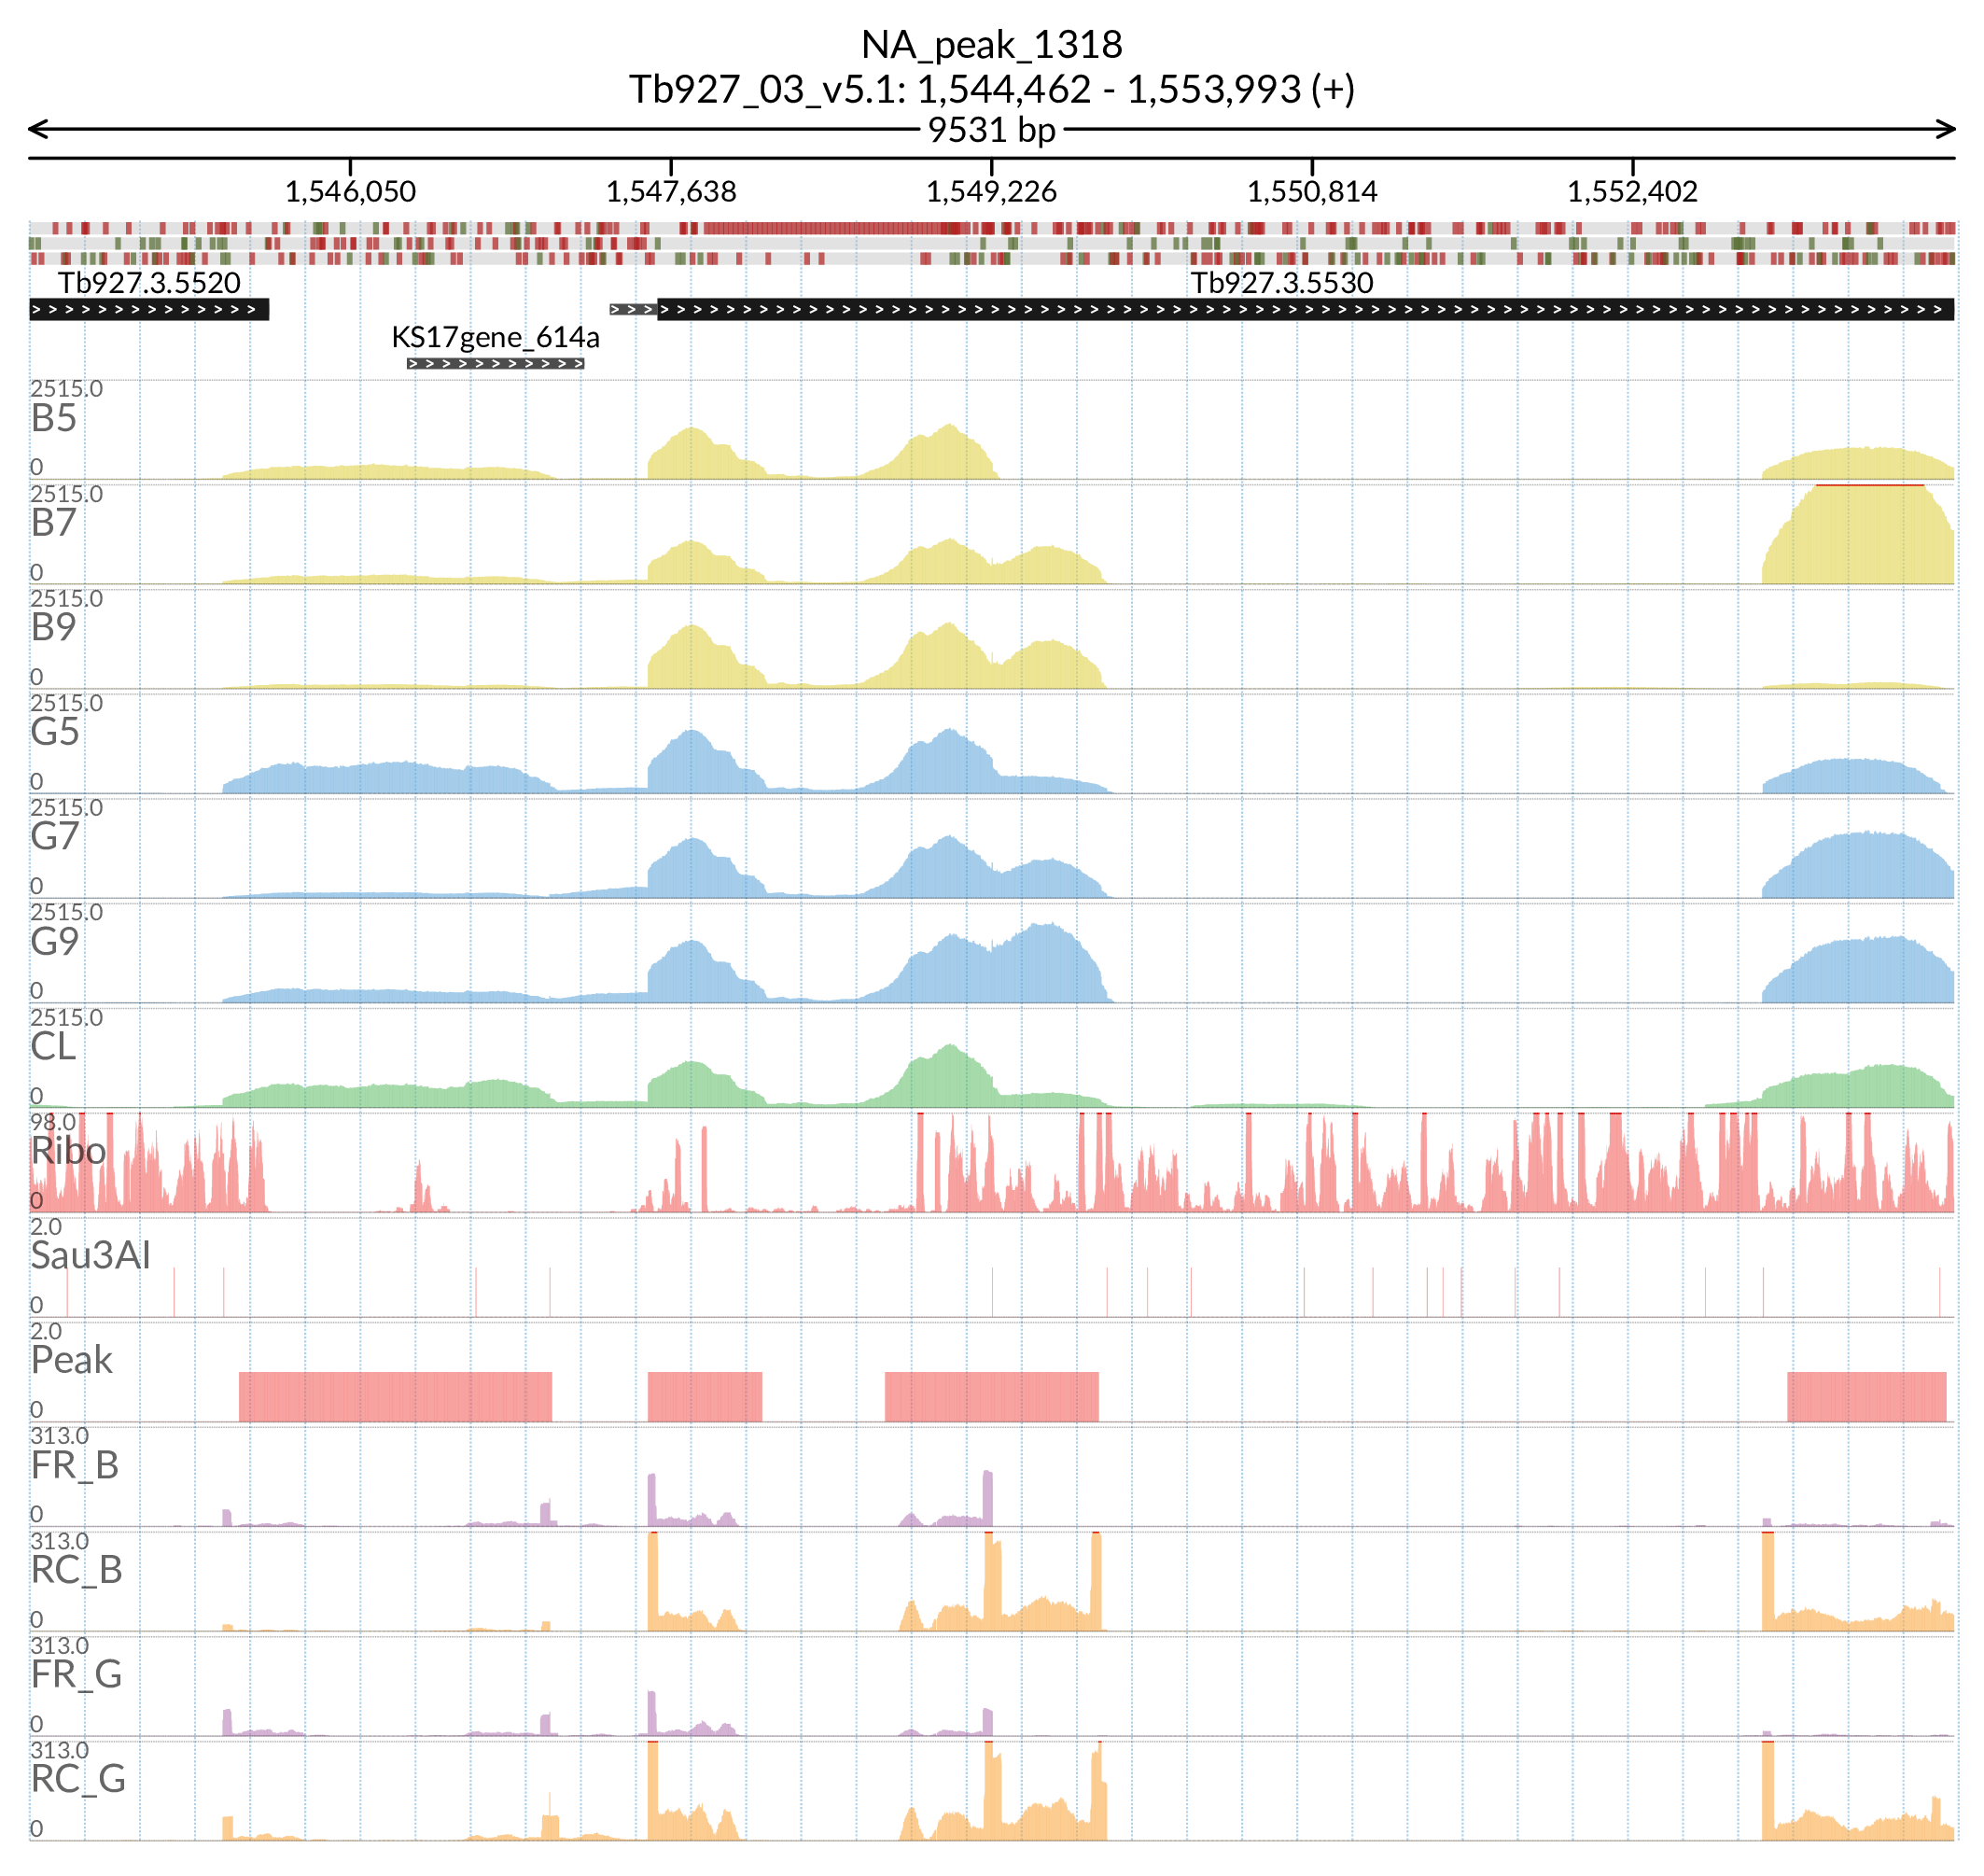 NA_peak_1318
Tb927_03_v5.1: 1,544,462 - 1,553,993 (+)
9531 bp
1,546,050 1,547,638 1,549,226 1,550,814 1,552,402
Tb927.3.5520 Tb927.3.5530
KS17gene_614a
2515.0
B5
0
2515.0
B7
0
2515.0
B9
0
2515.0
G5
0
2515.0
G7
0
2515.0
G9
0
2515.0
CL
0
98.0
Ribo
0
2.0
Sau3AI
0
2.0
Peak
0
313.0
FR_B
0
313.0
RC_B
0
313.0
FR_G
0
313.0
RC_G
0